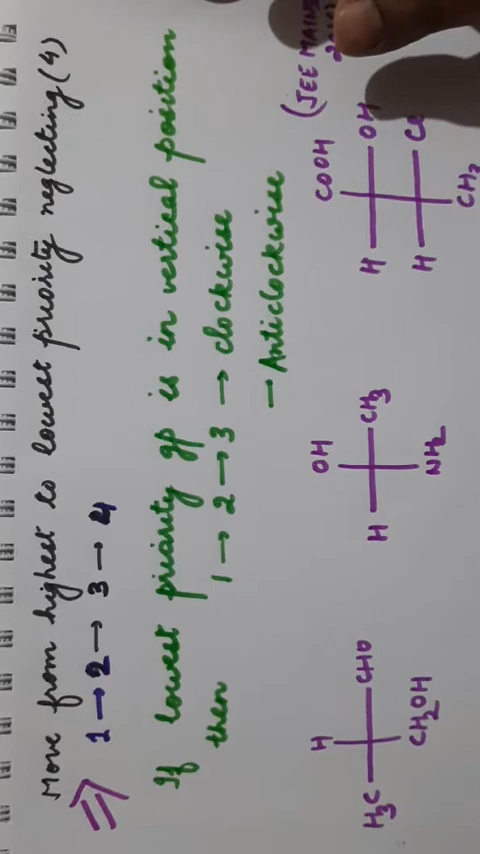 Move from highest to lowest priority neglecting (4)
1 → 2 → 3 → 4
If lowest priority gp is in vertical position
then 1 → 2 → 3 → clockwise
→ Anticlockwise
(JEE MAINS
H
H3C CHO
CH2OH
OH
H CH3
NH2
COOH
H OH
H
CH3